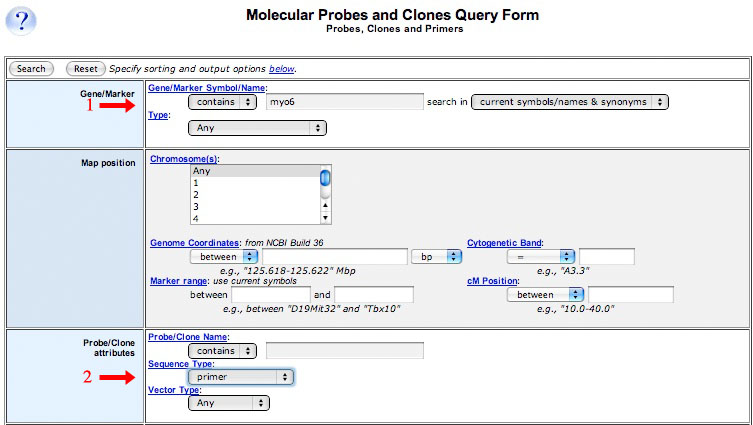 ?
Molecular Probes and Clones Query Form
Probes, Clones and Primers
Search Reset Specify sorting and output options below.
Gene/Marker
1
Gene/Marker Symbol/Name:
contains myo6 search in current symbols/names & synonyms
Type:
Any
Map position
Chromosome(s):
Any
1
2
3
4
Genome Coordinates: from NCBI Build 36
between bp
e.g., "125.618-125.622" Mbp
Cytogenetic Band:
=
e.g., "A3.3"
Marker range: use current symbols
between and
e.g., between "D19Mit32" and "Tbx10"
cM Position:
between
e.g., "10.0-40.0"
Probe/Clone
attributes
2
Probe/Clone Name:
contains
Sequence Type:
primer
Vector Type:
Any